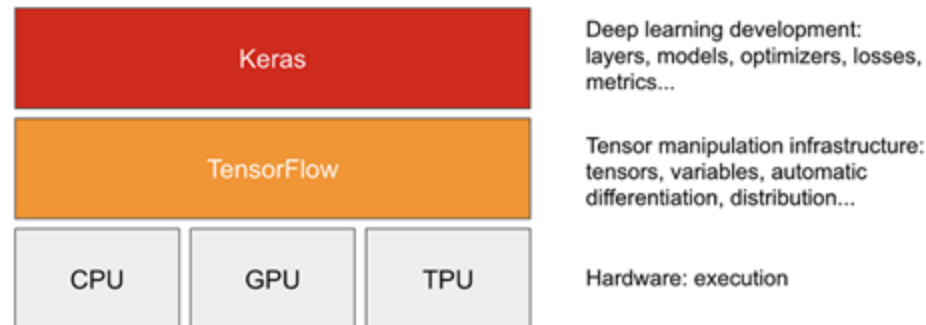 Keras
Deep learning development:
layers, models, optimizers, losses,
metrics...
TensorFlow
Tensor manipulation infrastructure:
tensors, variables, automatic
differentiation, distribution...
CPU
GPU
TPU
Hardware: execution